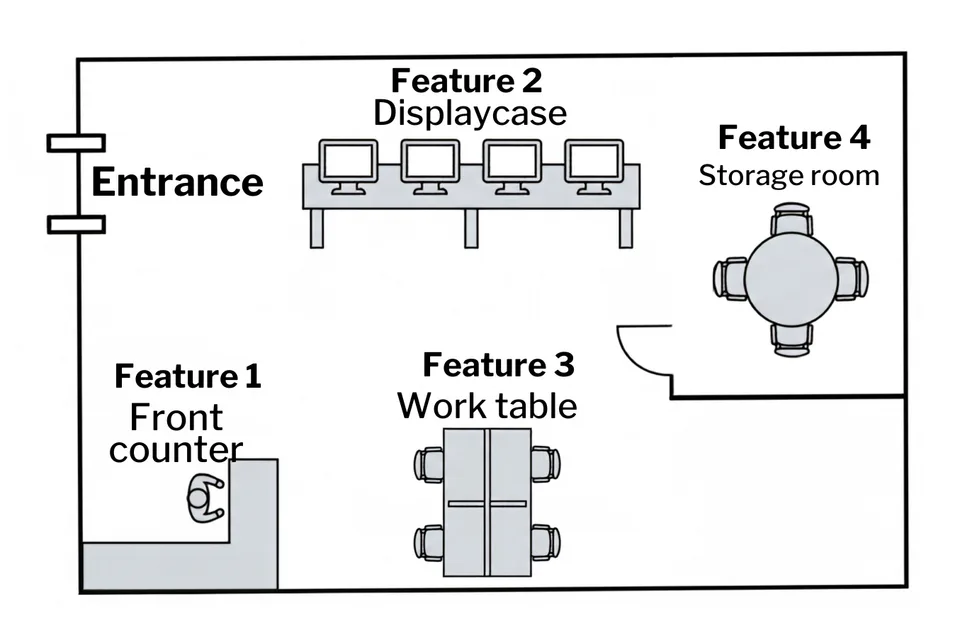 Feature 2
Displaycase
Feature 4
Storage room
Entrance
Feature 1
Front
counter
Feature 3
Work table